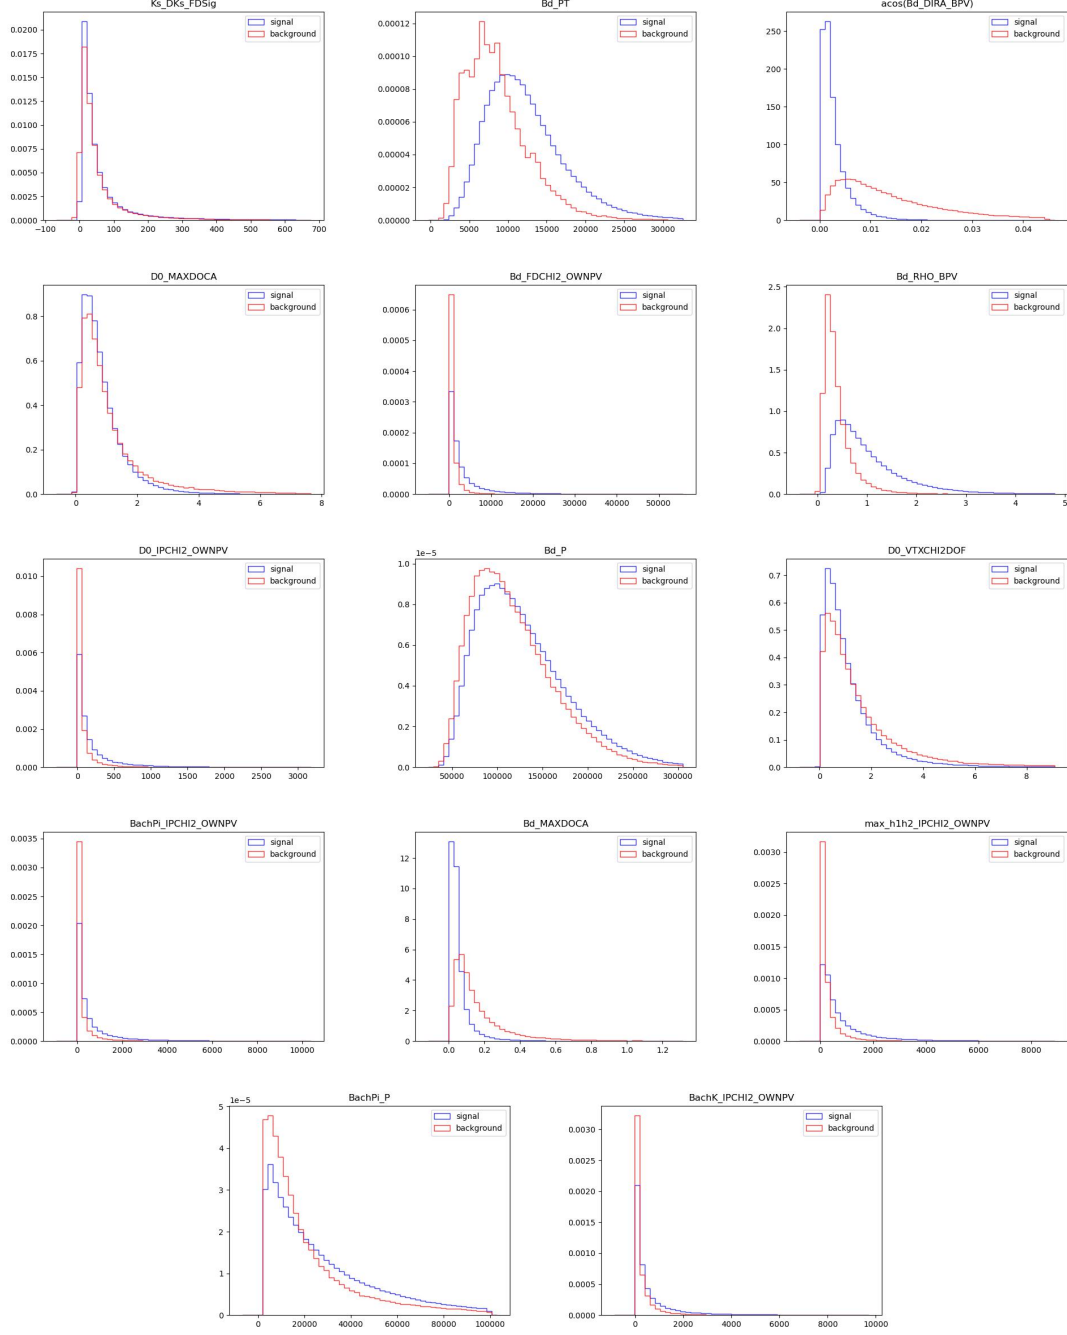 Ks_DKs_FDSig
signal
background
0.0200
0.0175
0.0150
0.0125
0.0100
0.0075
0.0050
0.0025
0.0000
−100 0 100 200 300 400 500 600 700
Bd_PT
signal
background
0.00012
0.00010
0.00008
0.00006
0.00004
0.00002
0.00000
0 5000 10000 15000 20000 25000 30000
acos(Bd_DIRA_BPV)
signal
background
250
200
150
100
50
0
0.00 0.01 0.02 0.03 0.04
D0_MAXDOCA
signal
background
0.8
0.6
0.4
0.2
0.0
0 2 4 6 8
Bd_FDCHI2_OWNPV
signal
background
0.0006
0.0005
0.0004
0.0003
0.0002
0.0001
0.0000
0 10000 20000 30000 40000 50000
Bd_RHO_BPV
signal
background
2.5
2.0
1.5
1.0
0.5
0.0
0 1 2 3 4 5
D0_IPCHI2_OWNPV
signal
background
0.010
0.008
0.006
0.004
0.002
0.000
0 500 1000 1500 2000 2500 3000
Bd_P
1e−5
signal
background
1.0
0.8
0.6
0.4
0.2
0.0
50000 100000 150000 200000 250000 300000
D0_VTXCHI2DOF
signal
background
0.7
0.6
0.5
0.4
0.3
0.2
0.1
0.0
0 2 4 6 8
BachPi_IPCHI2_OWNPV
signal
background
0.0035
0.0030
0.0025
0.0020
0.0015
0.0010
0.0005
0.0000
0 2000 4000 6000 8000 10000
Bd_MAXDOCA
signal
background
12
10
8
6
4
2
0
0.0 0.2 0.4 0.6 0.8 1.0 1.2
max_h1h2_IPCHI2_OWNPV
signal
background
0.0030
0.0025
0.0020
0.0015
0.0010
0.0005
0.0000
0 2000 4000 6000 8000
BachPi_P
1e−5
signal
background
5
4
3
2
1
0
0 20000 40000 60000 80000 100000
BachK_IPCHI2_OWNPV
signal
background
0.0030
0.0025
0.0020
0.0015
0.0010
0.0005
0.0000
0 2000 4000 6000 8000 10000